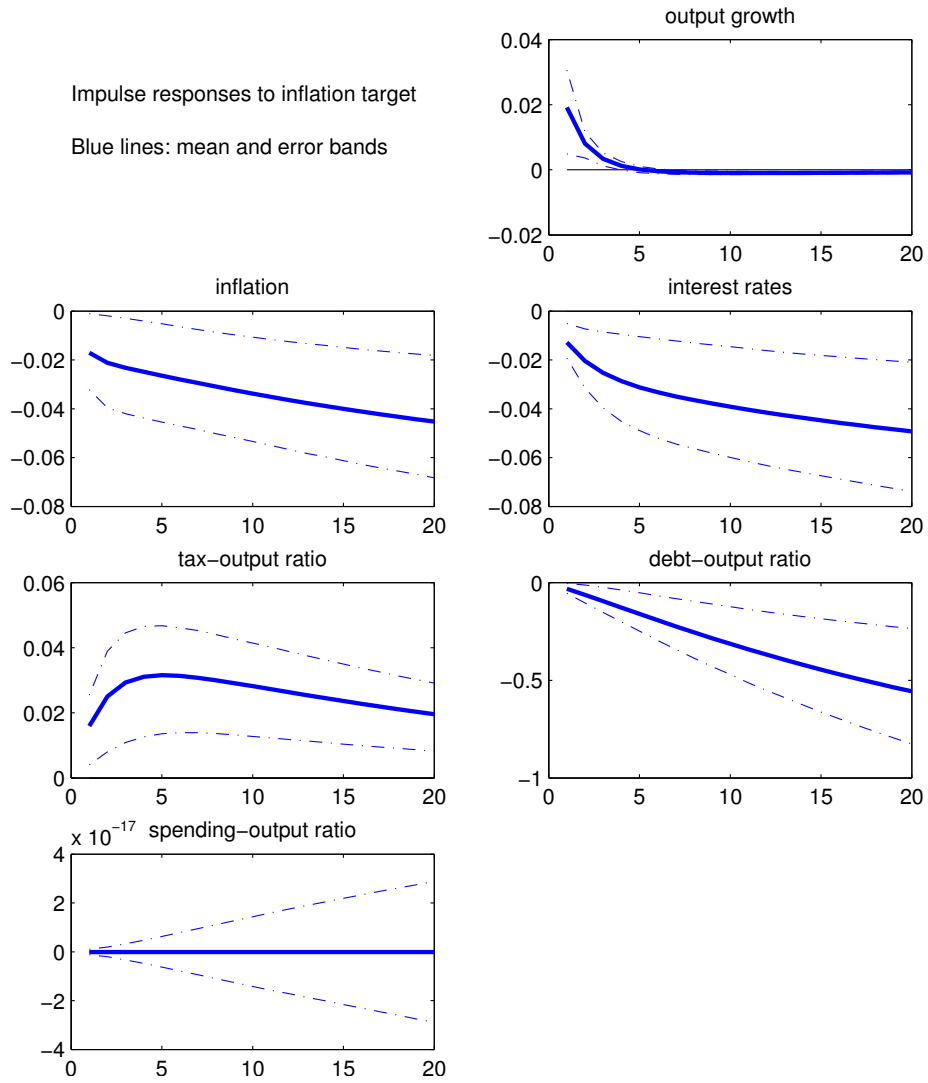 output growth
Impulse responses to inflation target
Blue lines: mean and error bands
0.04
0.02
0
−0.02
0 5 10 15 20
inflation
0
−0.02
−0.04
−0.06
−0.08
0 5 10 15 20
interest rates
0
−0.02
−0.04
−0.06
−0.08
0 5 10 15 20
tax−output ratio
0.06
0.04
0.02
0
0 5 10 15 20
debt−output ratio
0
−0.5
−1
0 5 10 15 20
x 10−17
spending−output ratio
4
2
0
−2
−4
0 5 10 15 20